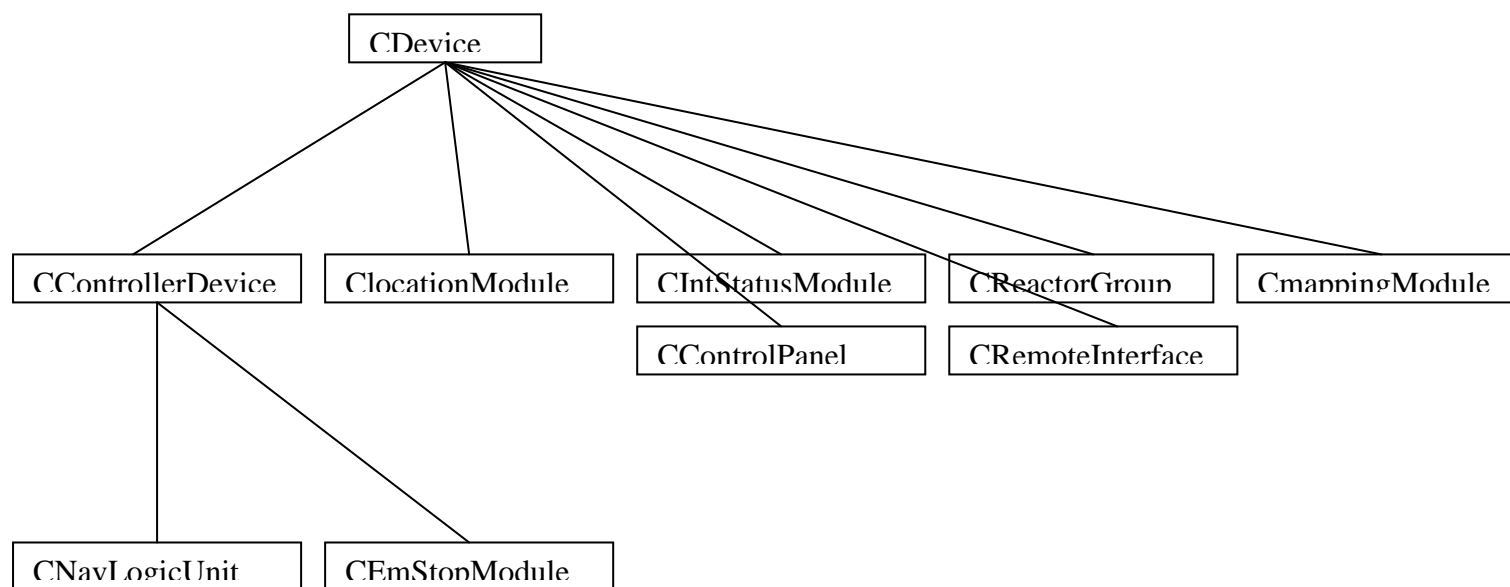 CDevice
CControllerDevice
ClocationModule
CIntStatusModule
CReactorGroup
CmappingModule
CControlPanel
CRemoteInterface
CNavLogicUnit
CEmStopModule